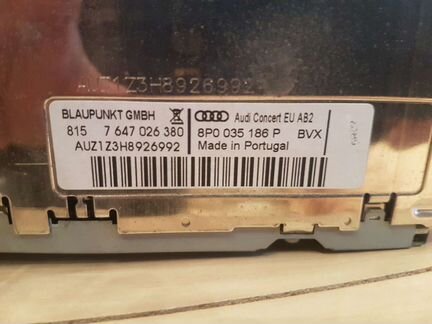 AUZ1Z3H8926992
BLAUPUNKT GMBH
Audi Concert EU AB2
815 7 647 026 380
8P0 035 186 P BVX
AUZ1Z3H8926992
Made in Portugal